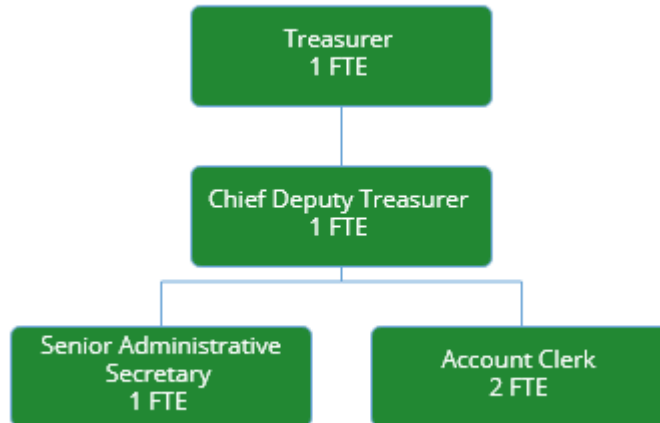 Treasurer
1 FTE
Chief Deputy Treasurer
1 FTE
Senior Administrative
Secretary
1 FTE
Account Clerk
2 FTE